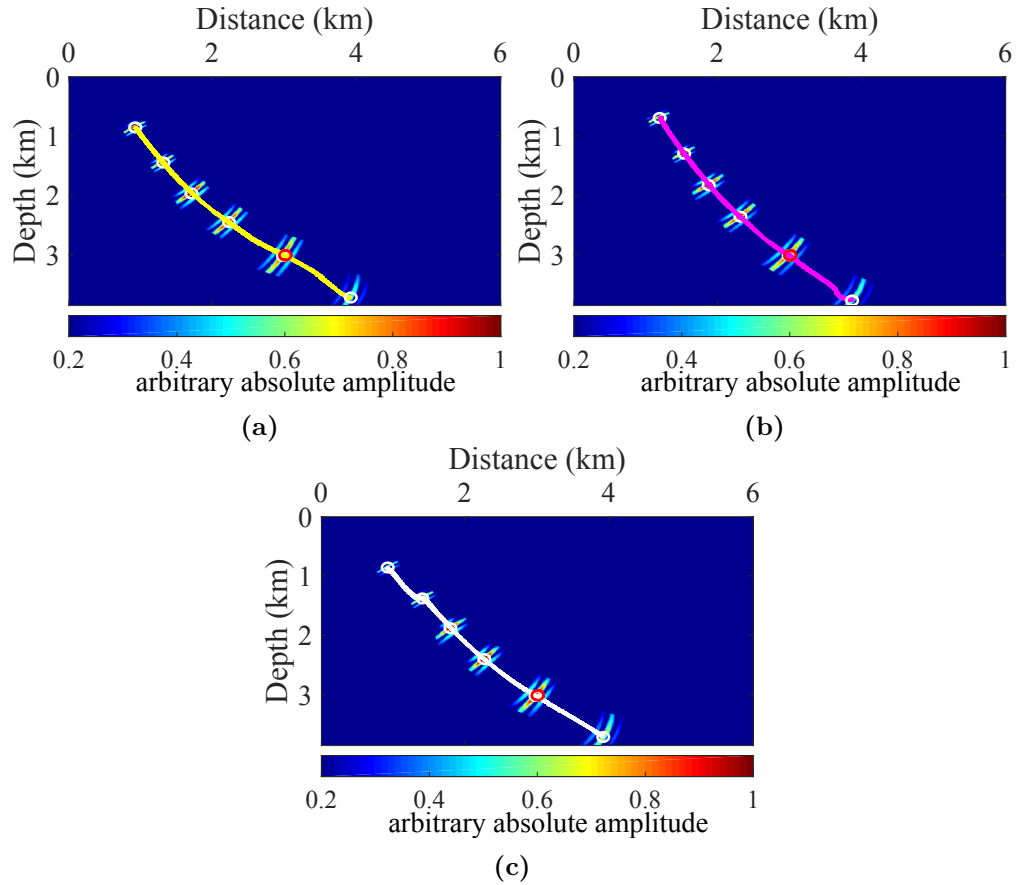 Distance (km)
0 2 4 6
0
1
2
3
Depth (km)
0.2 0.4 0.6 0.8 1
arbitrary absolute amplitude
(a)
Distance (km)
0 2 4 6
0
1
2
3
Depth (km)
0.2 0.4 0.6 0.8 1
arbitrary absolute amplitude
(b)
Distance (km)
0 2 4 6
0
1
2
3
Depth (km)
0.2 0.4 0.6 0.8 1
arbitrary absolute amplitude
(c)